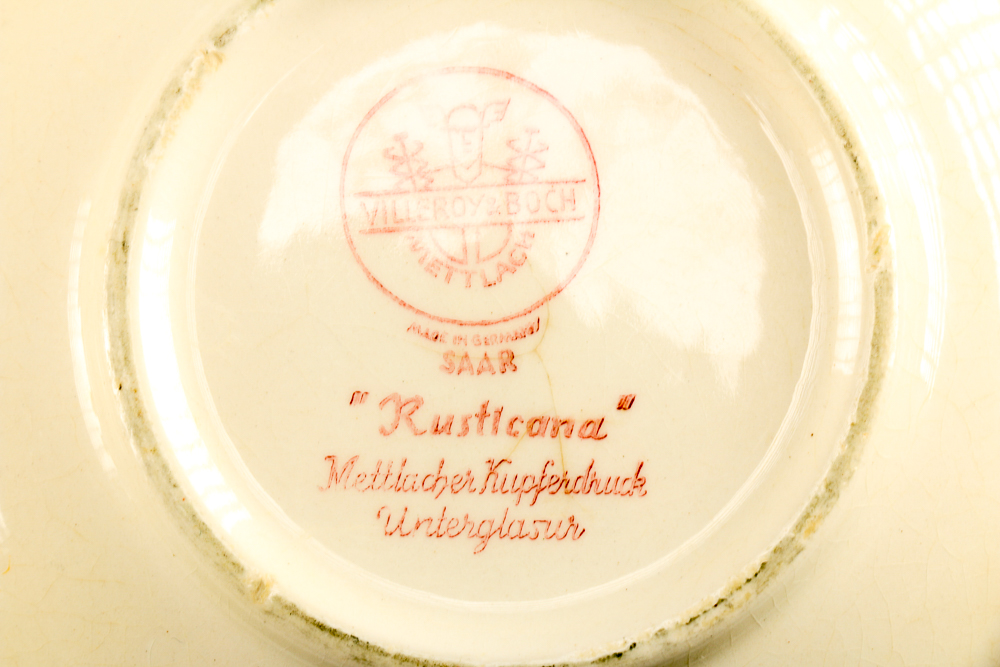 VILLEROY & BOCH
METTLACH
MADE IN GERMANY
SAAR
"Rusticana"
Mettlacher Kupferdruck
Unterglasur